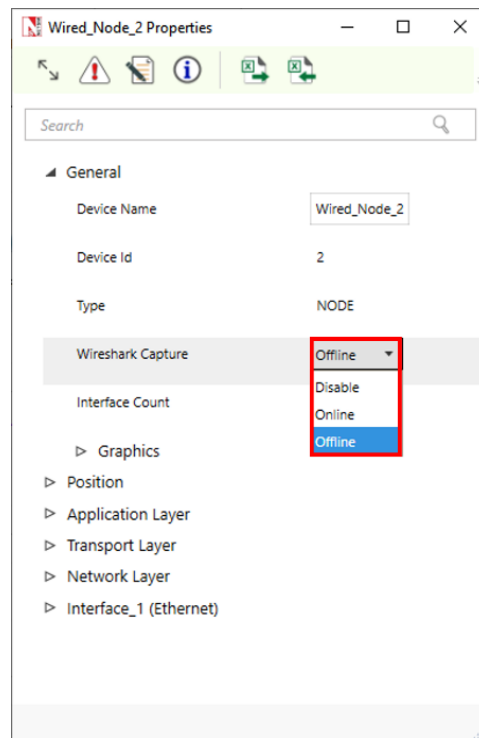 Wired_Node_2 Properties
Search
General
Device Name Wired_Node_2
Device Id 2
Type NODE
Wireshark Capture Offline
Disable
Interface Count
Online
Offline
Graphics
Position
Application Layer
Transport Layer
Network Layer
Interface_1 (Ethernet)